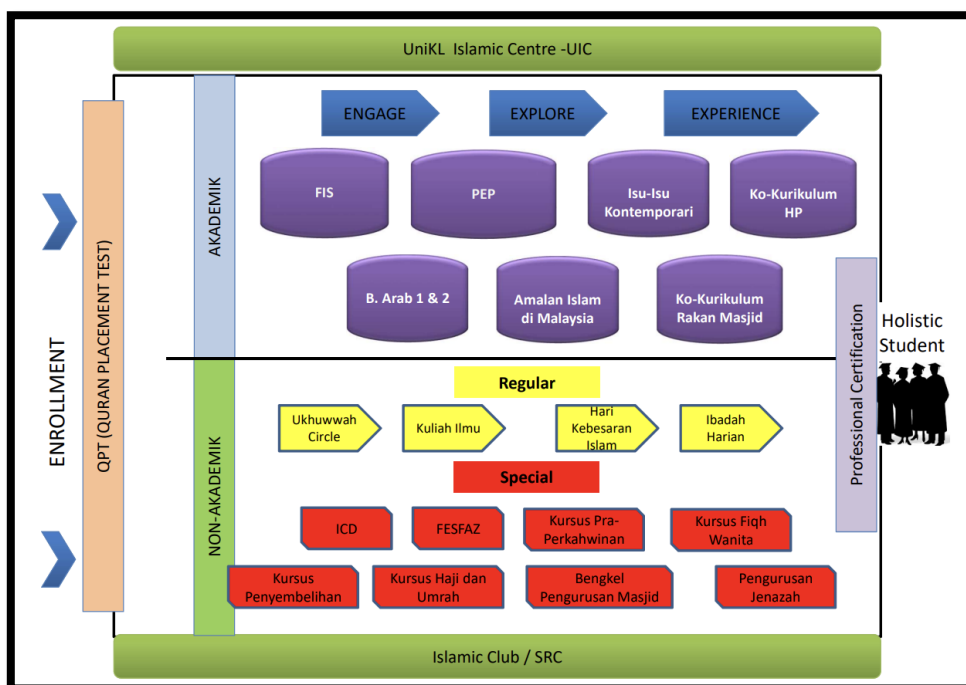 UniKL Islamic Centre -UIC
ENROLLMENT
QPT (QURAN PLACEMENT TEST)
AKADEMIK
ENGAGE
EXPLORE
EXPERIENCE
FIS
PEP
Isu-Isu
Kontemporari
Ko-Kurikulum
HP
B. Arab 1 & 2
Amalan Islam
di Malaysia
Ko-Kurikulum
Rakan Masjid
NON-AKADEMIK
Regular
Ukhuwwah
Circle
Kuliah Ilmu
Hari
Kebesaran
Islam
Ibadah
Harian
Special
ICD
FESFAZ
Kursus Pra-
Perkahwinan
Kursus Fiqh
Wanita
Kursus
Penyembelihan
Kursus Haji dan
Umrah
Bengkel
Pengurusan Masjid
Pengurusan
Jenazah
Professional Certification
Holistic
Student
Islamic Club / SRC